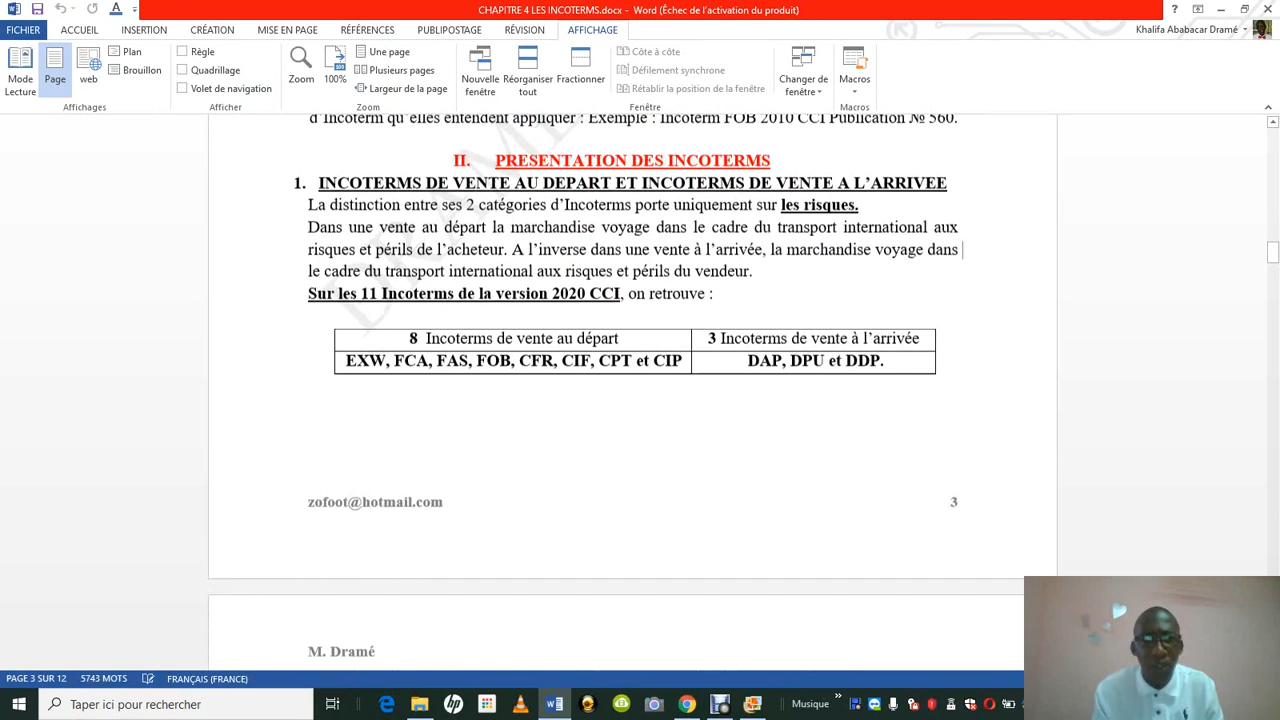 CHAPITRE 4 LES INCOTERMS.docx - Word (Échec de l'activation du produit)
FICHIER ACCUEIL INSERTION CRÉATION MISE EN PAGE RÉFÉRENCES PUBLIPOSTAGE RÉVISION AFFICHAGE Khalifa Ababacar Dramé
Mode Lecture
Page
web
Plan
Brouillon
Affichages
Règle
Quadrillage
Volet de navigation
Afficher
Zoom
100%
Une page
Plusieurs pages
Largeur de la page
Zoom
Nouvelle fenêtre
Réorganiser tout
Fractionner
Côte à côte
Défilement synchrone
Rétablir la position de la fenêtre
Changer de fenêtre
Fenêtre
Macros
Macros
d'Incoterm qu'elles entendent appliquer : Exemple : Incoterm FOB 2010 CCI Publication № 560.
II. PRESENTATION DES INCOTERMS
1. INCOTERMS DE VENTE AU DEPART ET INCOTERMS DE VENTE A L'ARRIVEE
La distinction entre ses 2 catégories d'Incoterms porte uniquement sur les risques.
Dans une vente au départ la marchandise voyage dans le cadre du transport international aux
risques et périls de l'acheteur. A l'inverse dans une vente à l'arrivée, la marchandise voyage dans
le cadre du transport international aux risques et périls du vendeur.
Sur les 11 Incoterms de la version 2020 CCI, on retrouve :
8 Incoterms de vente au départ 3 Incoterms de vente à l'arrivée
EXW, FCA, FAS, FOB, CFR, CIF, CPT et CIP DAP, DPU et DDP.
DRAME
zofoot@hotmail.com 3
M. Dramé
PAGE 3 SUR 12 5743 MOTS FRANÇAIS (FRANCE)
Taper ici pour rechercher
Musique